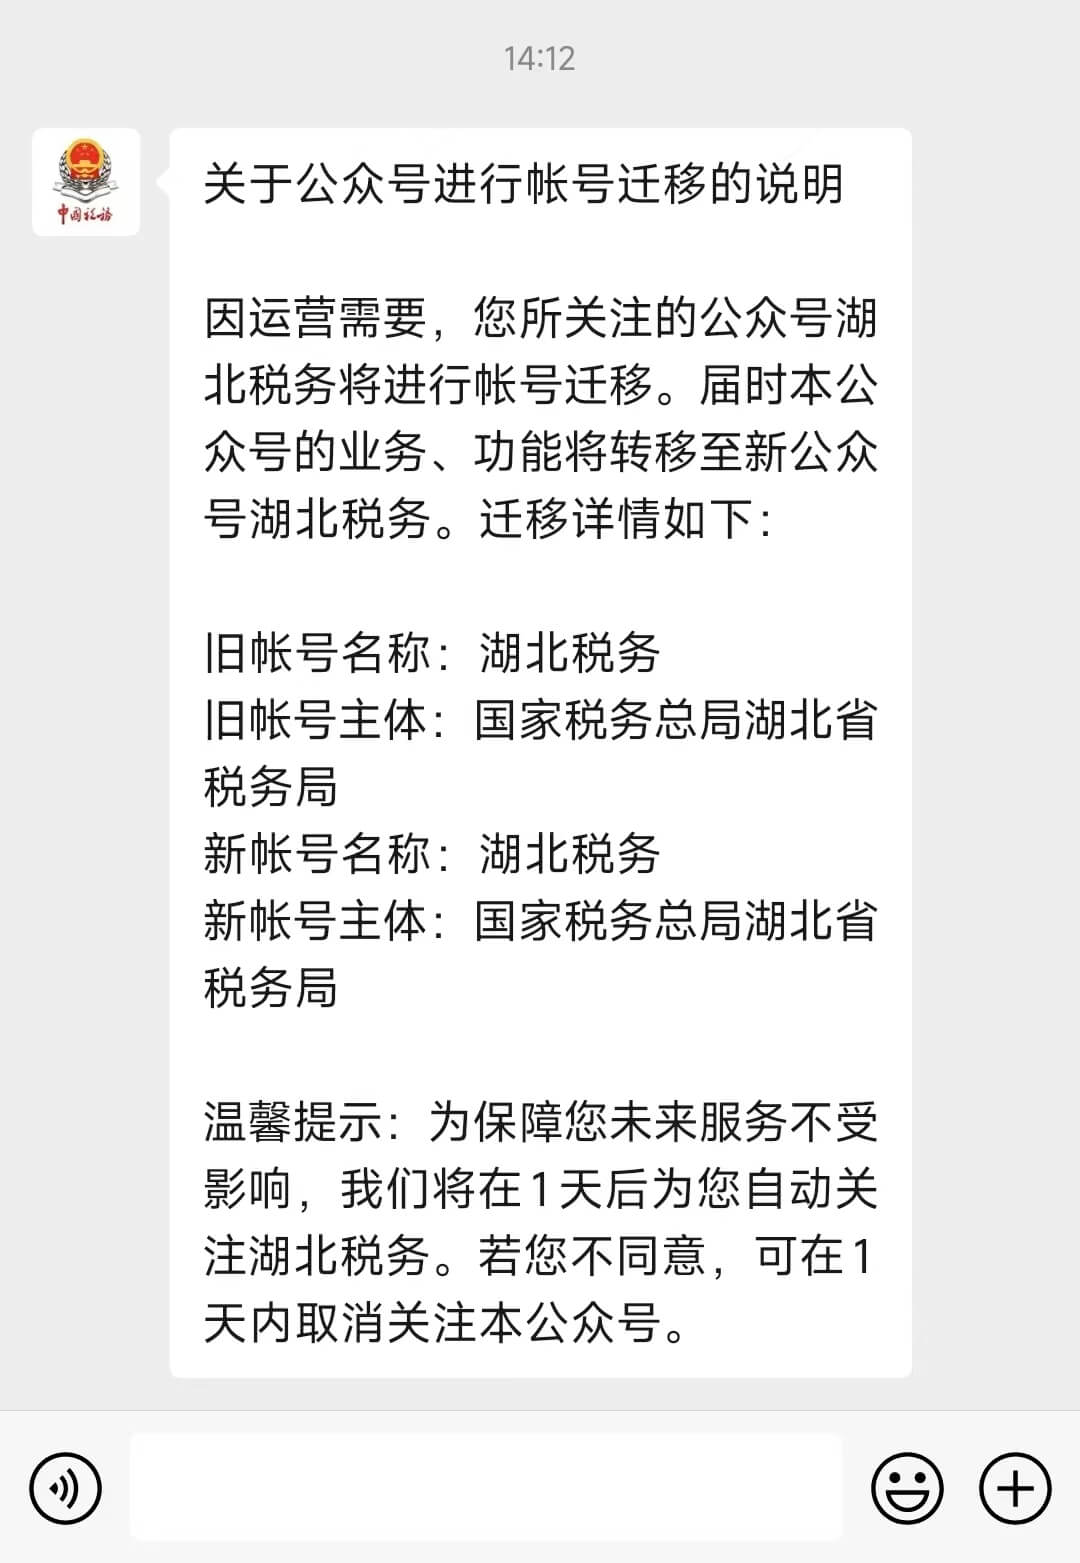 14:12
中国税务
关于公众号进行帐号迁移的说明
因运营需要，您所关注的公众号湖
北税务将进行帐号迁移。届时本公
众号的业务、功能将转移至新公众
号湖北税务。迁移详情如下：
旧帐号名称：湖北税务
旧帐号主体：国家税务总局湖北省
税务局
新帐号名称：湖北税务
新帐号主体：国家税务总局湖北省
税务局
温馨提示：为保障您未来服务不受
影响，我们将在1天后为您自动关
注湖北税务。若您不同意，可在1
天内取消关注本公众号。